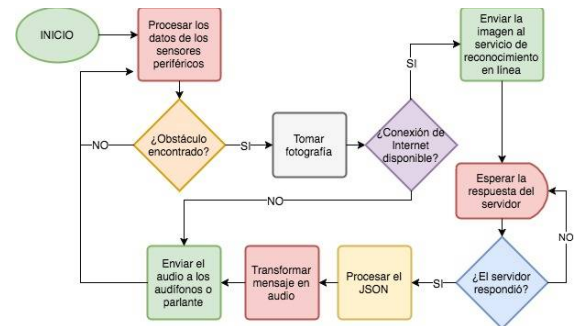 INICIO
Procesar los
datos de los
sensores
periféricos
Enviar la
imagen al
servicio de
reconocimiento
en línea
SI
¿Obstáculo
encontrado?
NO
SI
Tomar
fotografía
¿Conexión de
Internet
disponible?
NO
Esperar la
respuesta del
servidor
NO
¿El servidor
respondió?
SI
Procesar el
JSON
Transformar
mensaje en
audio
Enviar el
audio a los
audífonos o
parlante